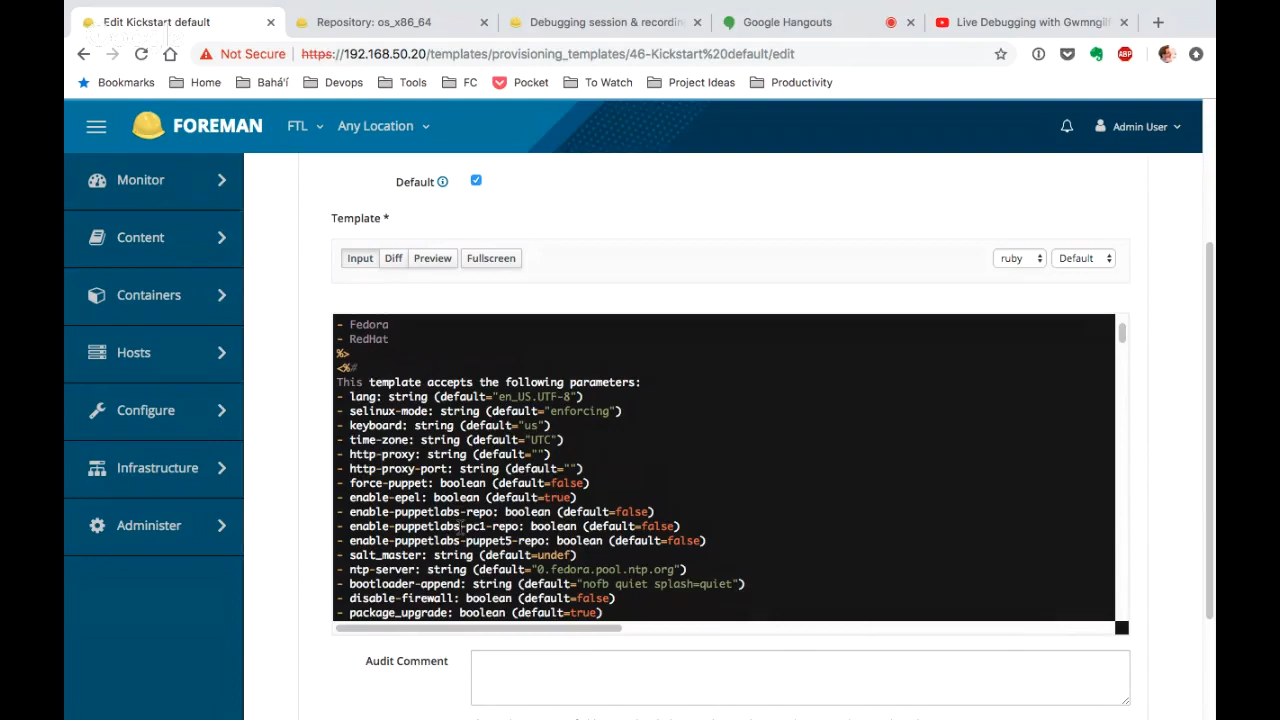 Edit Kickstart default
Repository: os_x86_64
Debugging session & recordin
Google Hangouts
Live Debugging with Gwmngil
Not Secure
https://192.168.50.20/templates/provisioning_templates/46-Kickstart%20default/edit
ABP
Bookmarks
Home
Bahá'í
Devops
Tools
FC
Pocket
To Watch
Project Ideas
Productivity
FOREMAN
FTL
Any Location
Admin User
Monitor
Content
Containers
Hosts
Configure
Infrastructure
Administer
Default
Template *
Input
Diff
Preview
Fullscreen
ruby
Default
- Fedora
- RedHat
%>
<%#
This template accepts the following parameters:
- lang: string (default="en_US.UTF-8")
- selinux-mode: string (default="enforcing")
- keyboard: string (default="us")
- time-zone: string (default="UTC")
- http-proxy: string (default="")
- http-proxy-port: string (default="")
- force-puppet: boolean (default=false)
- enable-epel: boolean (default=true)
- enable-puppetlabs-repo: boolean (default=false)
- enable-puppetlabs-pc1-repo: boolean (default=false)
- enable-puppetlabs-puppet5-repo: boolean (default=false)
- salt_master: string (default=undef)
- ntp-server: string (default="0.fedora.pool.ntp.org")
- bootloader-append: string (default="nofb quiet splash=quiet")
- disable-firewall: boolean (default=false)
- package_upgrade: boolean (default=true)
Audit Comment